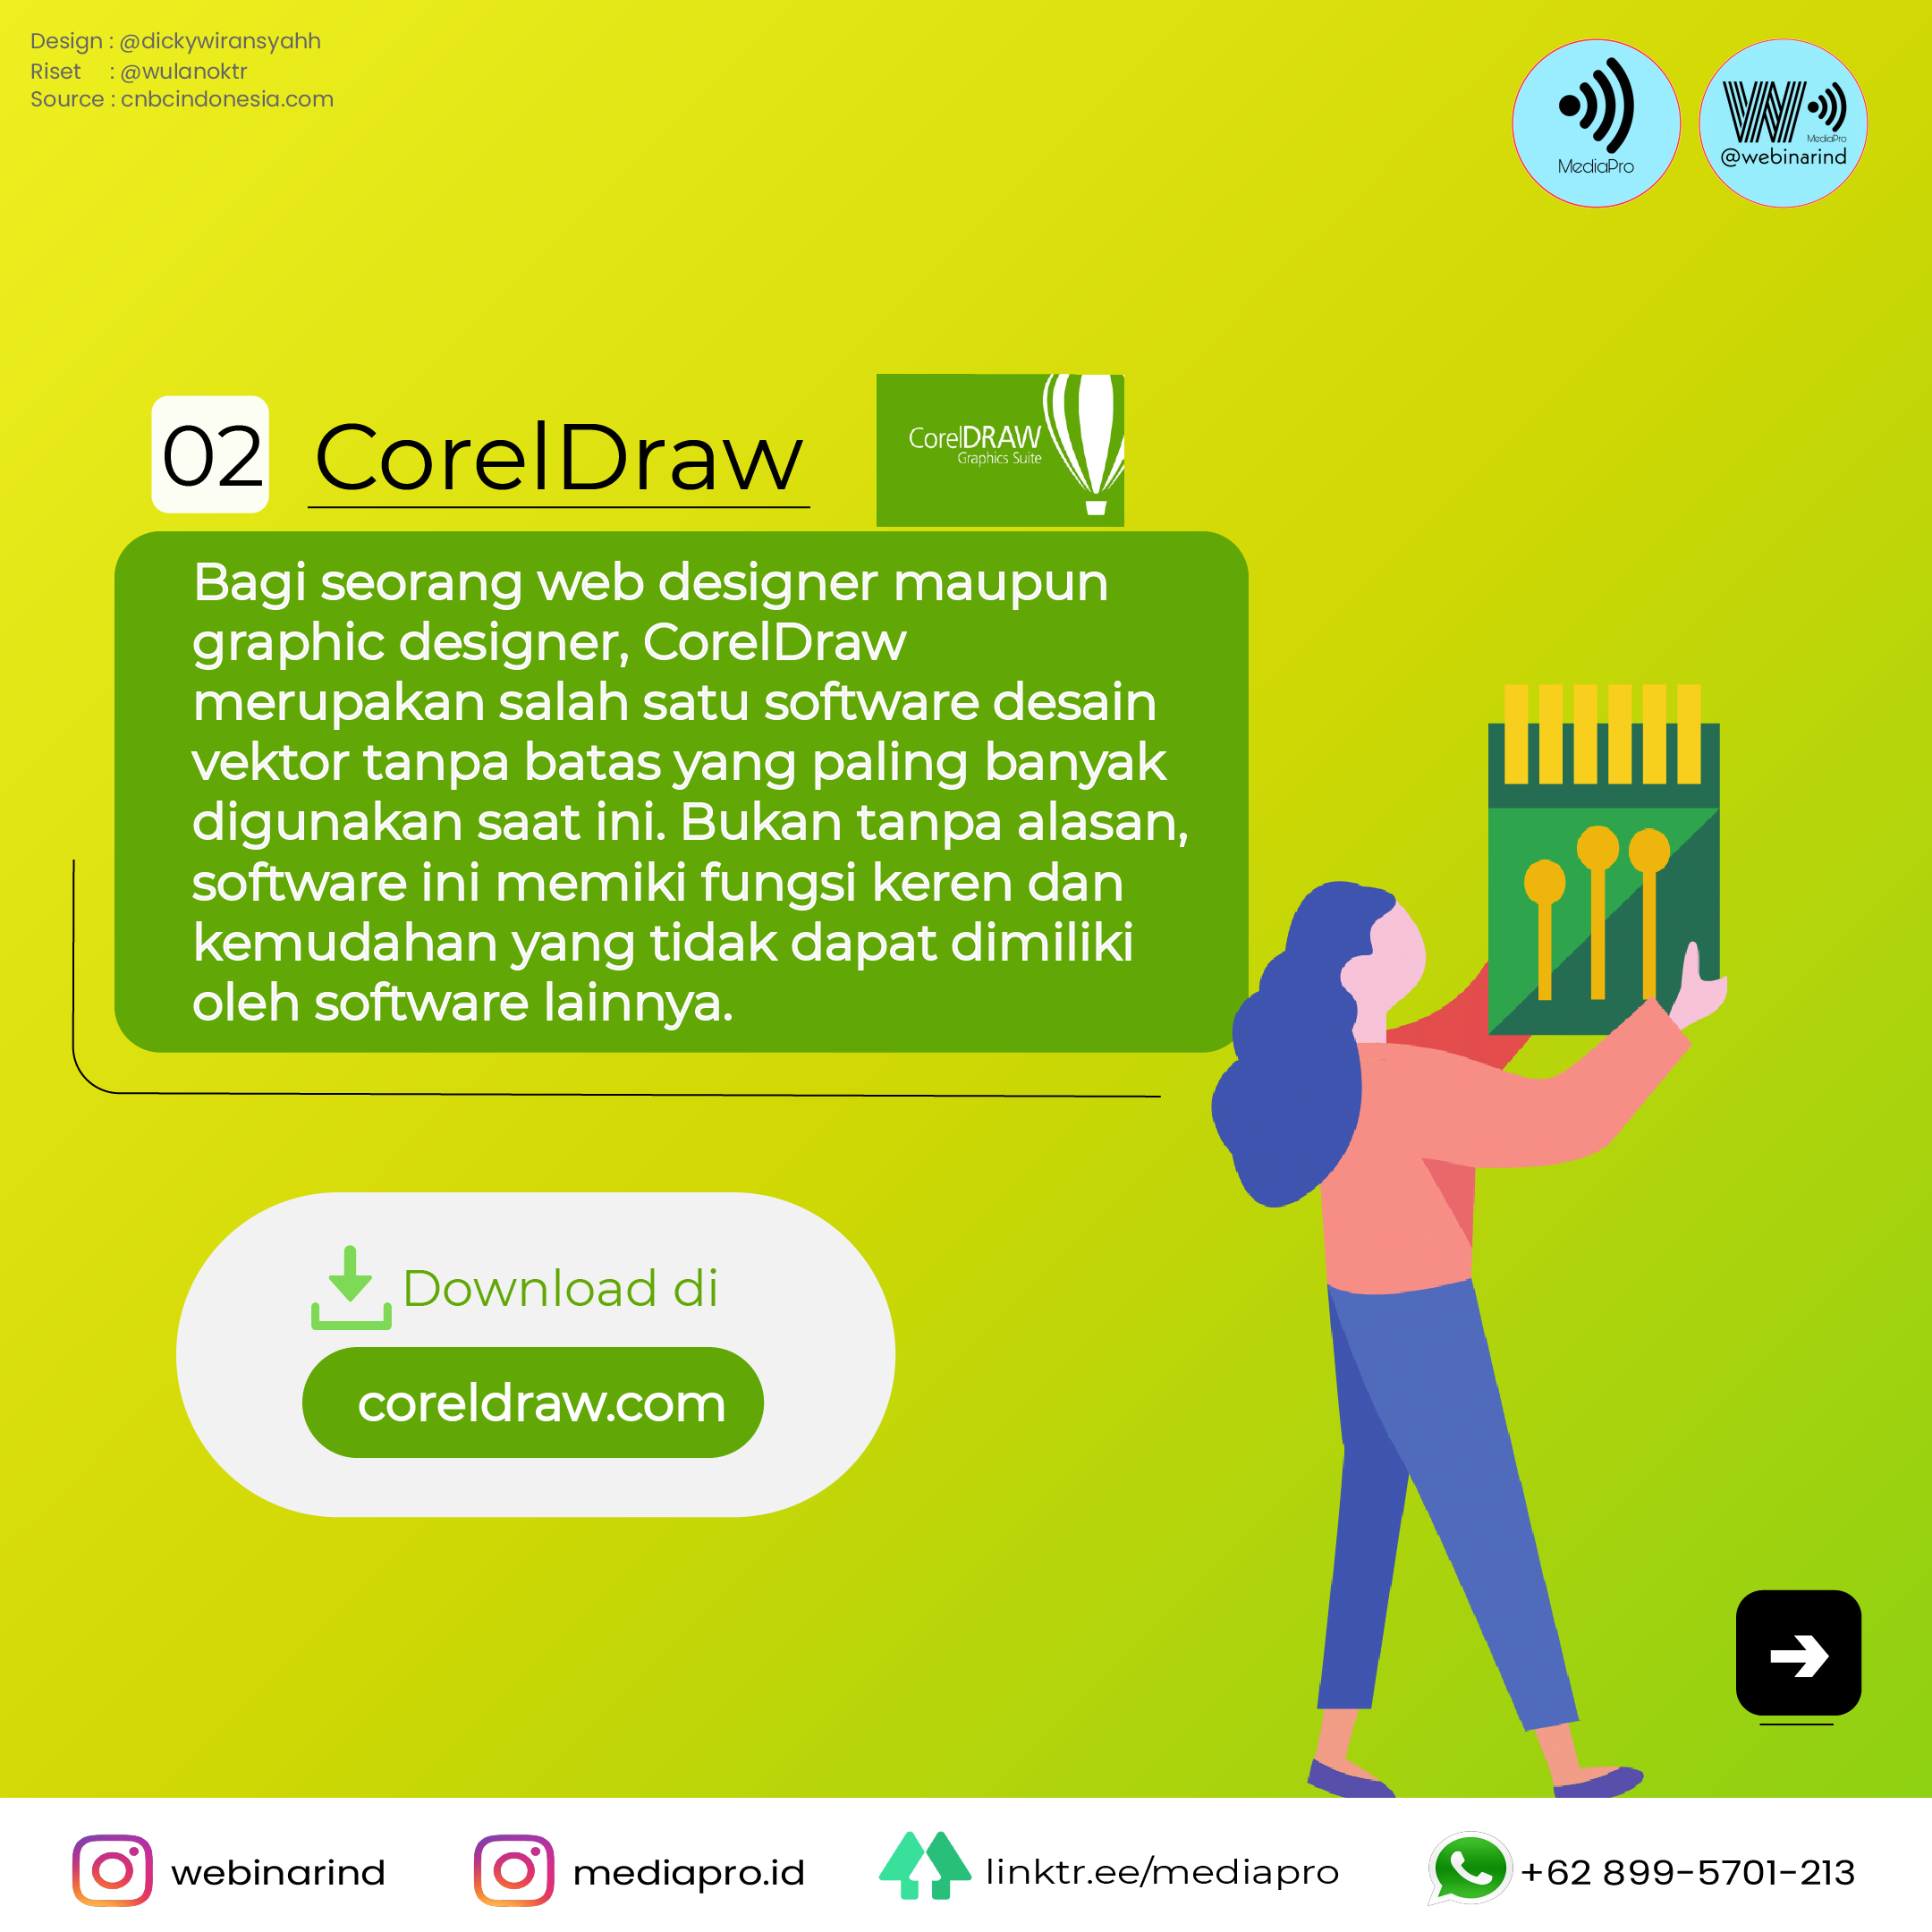 Design : @dickywiransyahh
Riset : @wulanoktr
Source : cnbcindonesia.com
MediaPro
W
MediaPro
@webinarind
02 CorelDraw
CorelDRAW
Graphics Suite
Bagi seorang web designer maupun
graphic designer, CorelDraw
merupakan salah satu software desain
vektor tanpa batas yang paling banyak
digunakan saat ini. Bukan tanpa alasan,
software ini memiki fungsi keren dan
kemudahan yang tidak dapat dimiliki
oleh software lainnya.
Download di
coreldraw.com
webinarind
mediapro.id
linktr.ee/mediapro
+62 899-5701-213